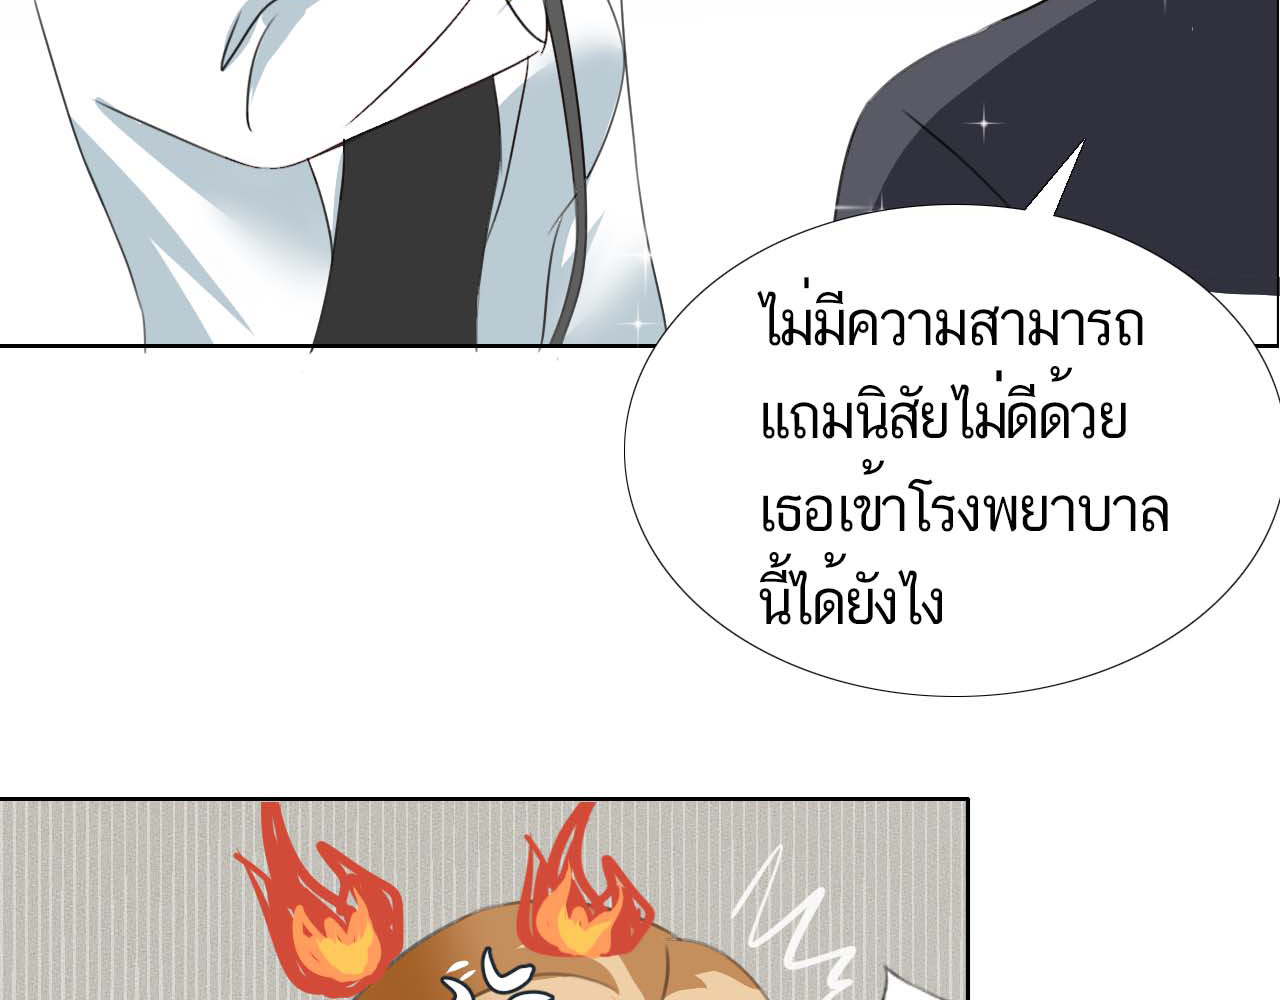 ไม่มีความสามารถ
แถมนิสัยไม่ดีด้วย
เธอเข้าโรงพยาบาล
นี้ได้ยังไง